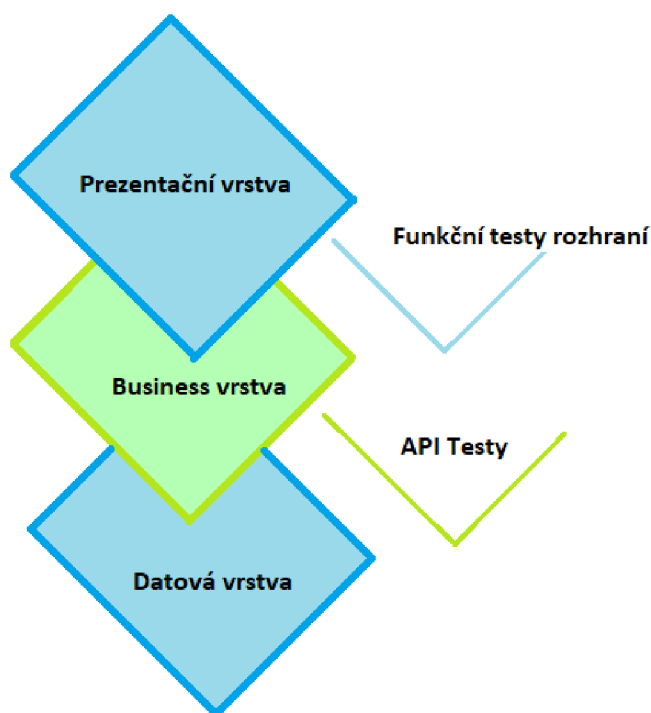 Prezentační vrstva
Funkční testy rozhraní
Business vrstva
API Testy
Datová vrstva